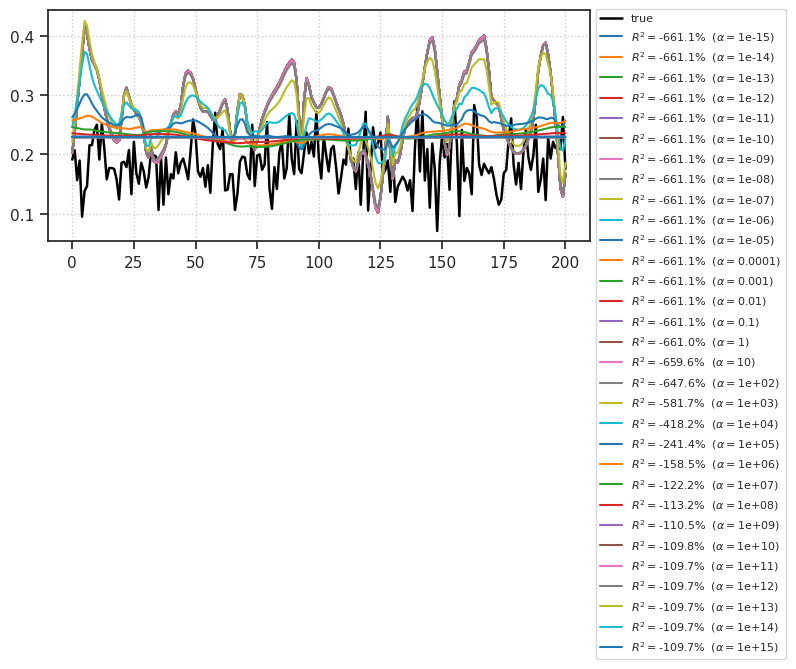 0.4
0.3
0.2
0.1
0
25
50
75
100
125
150
175
200
true
R² = -661.1% (α = 1e-15)
R² = -661.1% (α = 1e-14)
R² = -661.1% (α = 1e-13)
R² = -661.1% (α = 1e-12)
R² = -661.1% (α = 1e-11)
R² = -661.1% (α = 1e-10)
R² = -661.1% (α = 1e-09)
R² = -661.1% (α = 1e-08)
R² = -661.1% (α = 1e-07)
R² = -661.1% (α = 1e-06)
R² = -661.1% (α = 1e-05)
R² = -661.1% (α = 0.0001)
R² = -661.1% (α = 0.001)
R² = -661.1% (α = 0.01)
R² = -661.1% (α = 0.1)
R² = -661.0% (α = 1)
R² = -659.6% (α = 10)
R² = -647.6% (α = 1e+02)
R² = -581.7% (α = 1e+03)
R² = -418.2% (α = 1e+04)
R² = -241.4% (α = 1e+05)
R² = -158.5% (α = 1e+06)
R² = -122.2% (α = 1e+07)
R² = -113.2% (α = 1e+08)
R² = -110.5% (α = 1e+09)
R² = -109.8% (α = 1e+10)
R² = -109.7% (α = 1e+11)
R² = -109.7% (α = 1e+12)
R² = -109.7% (α = 1e+13)
R² = -109.7% (α = 1e+14)
R² = -109.7% (α = 1e+15)